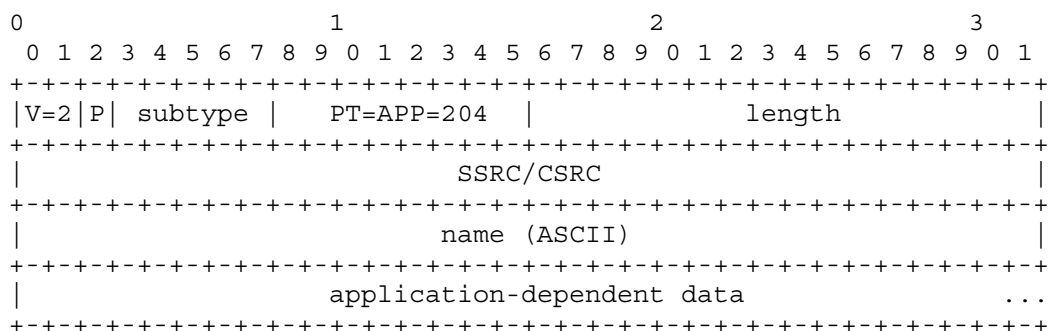 0                   1                   2                   3
 0 1 2 3 4 5 6 7 8 9 0 1 2 3 4 5 6 7 8 9 0 1 2 3 4 5 6 7 8 9 0 1
+-+-+-+-+-+-+-+-+-+-+-+-+-+-+-+-+-+-+-+-+-+-+-+-+-+-+-+-+-+-+-+-+
|V=2|P| subtype |   PT=APP=204  |             length            |
+-+-+-+-+-+-+-+-+-+-+-+-+-+-+-+-+-+-+-+-+-+-+-+-+-+-+-+-+-+-+-+-+
|                           SSRC/CSRC                           |
+-+-+-+-+-+-+-+-+-+-+-+-+-+-+-+-+-+-+-+-+-+-+-+-+-+-+-+-+-+-+-+-+
|                          name (ASCII)                         |
+-+-+-+-+-+-+-+-+-+-+-+-+-+-+-+-+-+-+-+-+-+-+-+-+-+-+-+-+-+-+-+-+
|                   application-dependent data                ...
+-+-+-+-+-+-+-+-+-+-+-+-+-+-+-+-+-+-+-+-+-+-+-+-+-+-+-+-+-+-+-+-+